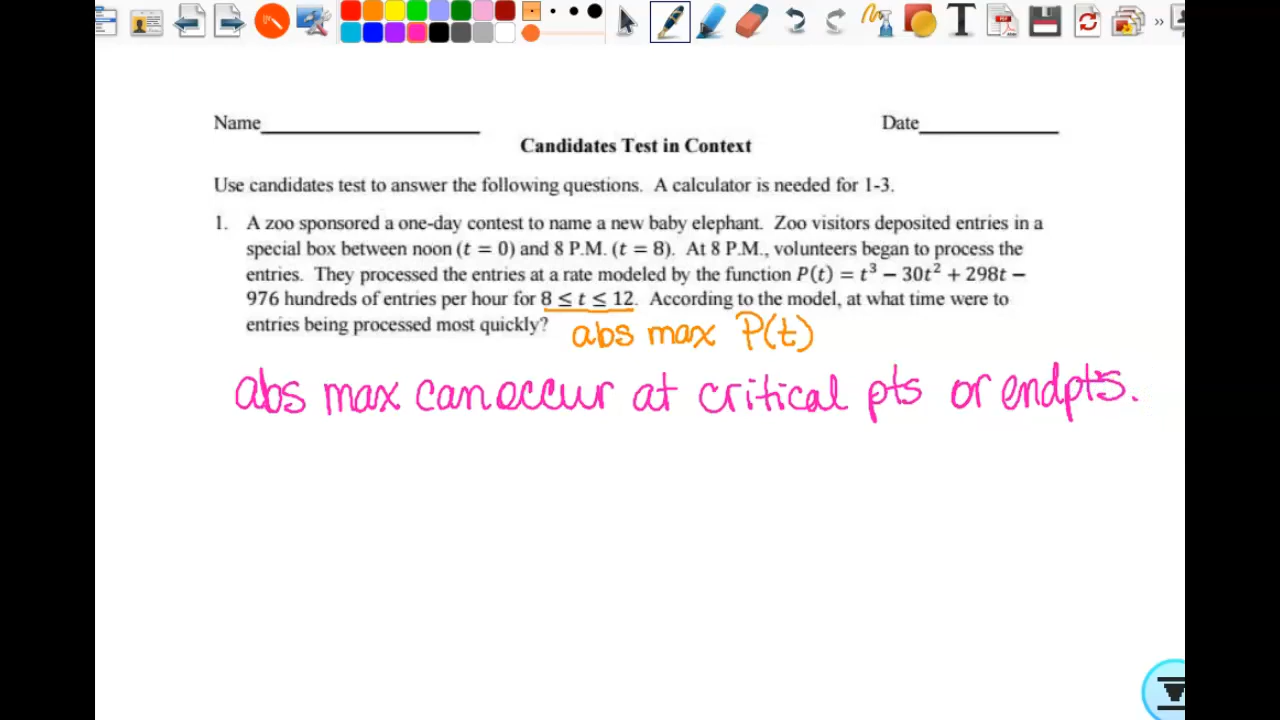 Name____________________ Date____________
Candidates Test in Context
Use candidates test to answer the following questions. A calculator is needed for 1-3.
1. A zoo sponsored a one-day contest to name a new baby elephant. Zoo visitors deposited entries in a
special box between noon (t = 0) and 8 P.M. (t = 8). At 8 P.M., volunteers began to process the
entries. They processed the entries at a rate modeled by the function P(t) = t³ − 30t² + 298t −
976 hundreds of entries per hour for 8 ≤ t ≤ 12. According to the model, at what time were to
entries being processed most quickly? abs max P(t)
abs max can occur at critical pts or endpts.